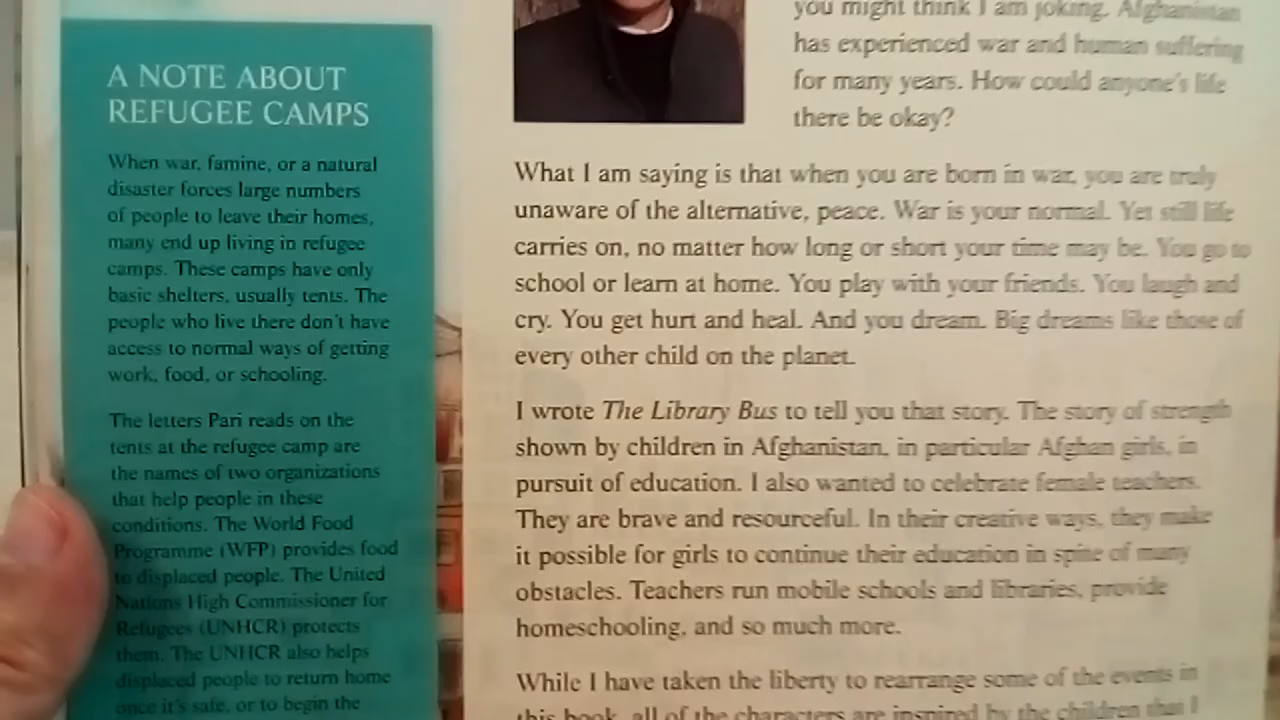 A NOTE ABOUT
REFUGEE CAMPS
When war, famine, or a natural
disaster forces large numbers
of people to leave their homes,
many end up living in refugee
camps. These camps have only
basic shelters, usually tents. The
people who live there don't have
access to normal ways of getting
work, food, or schooling.
The letters Pari reads on the
tents at the refugee camp are
the names of two organizations
that help people in these
conditions. The World Food
Programme (WFP) provides food
to displaced people. The United
Nations High Commissioner for
Refugees (UNHCR) protects
them. The UNHCR also helps
displaced people to return home
once it's safe, or to begin the
you might think I am joking. Afghanistan
has experienced war and human suffering
for many years. How could anyone's life
there be okay?
What I am saying is that when you are born in war, you are truly
unaware of the alternative, peace. War is your normal. Yet still life
carries on, no matter how long or short your time may be. You go to
school or learn at home. You play with your friends. You laugh and
cry. You get hurt and heal. And you dream. Big dreams like those of
every other child on the planet.
I wrote The Library Bus to tell you that story. The story of strength
shown by children in Afghanistan, in particular Afghan girls, in
pursuit of education. I also wanted to celebrate female teachers.
They are brave and resourceful. In their creative ways, they make
it possible for girls to continue their education in spite of many
obstacles. Teachers run mobile schools and libraries, provide
homeschooling, and so much more.
While I have taken the liberty to rearrange some of the events in
this book, all of the characters are inspired by the children that I